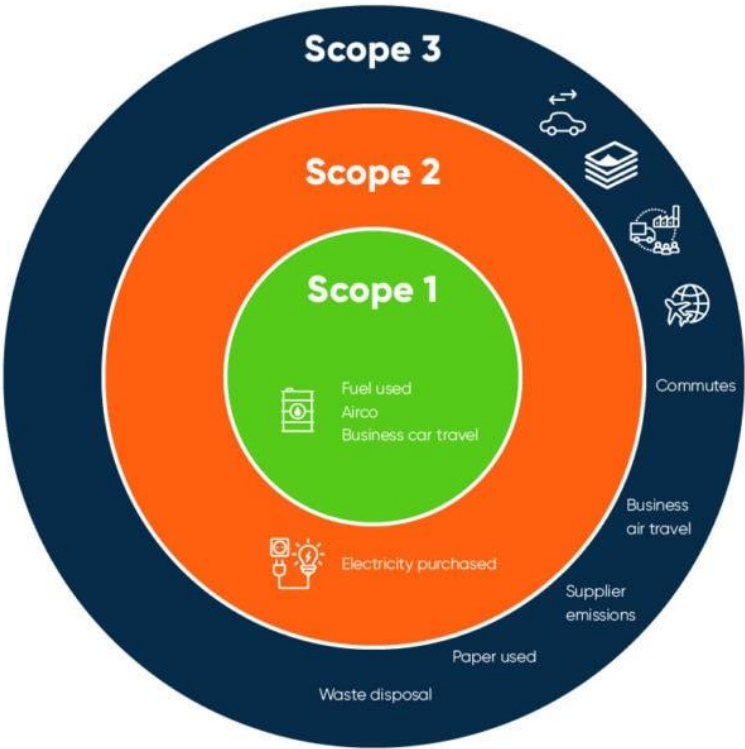 Scope 3
Scope 2
Scope 1
Fuel used
Airco
Business car travel
Commutes
Business
air travel
Electricity purchased
Supplier
emissions
Paper used
Waste disposal